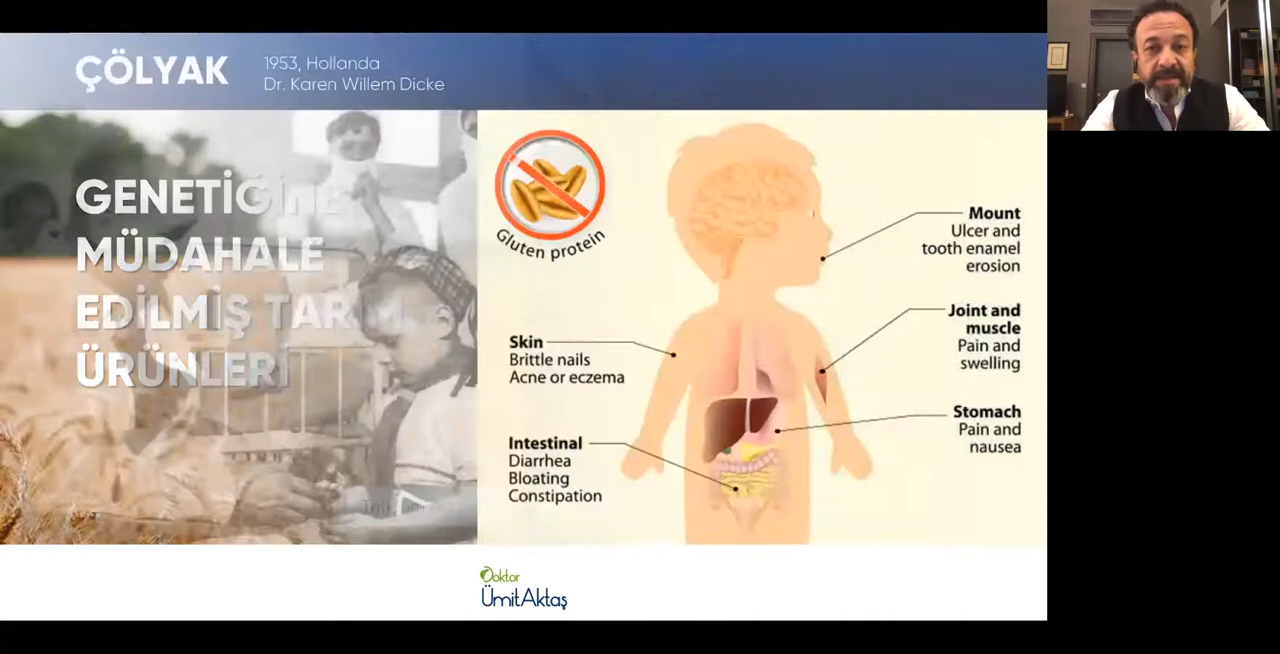 ÇÖLYAK
1953, Hollanda
Dr. Karen Willem Dicke
GENETİĞİNE
MÜDAHALE
EDİLMİŞ TARIM
ÜRÜNLERİ
Gluten protein
Mount
Ulcer and
tooth enamel
erosion
Joint and
muscle
Pain and
swelling
Skin
Brittle nails
Acne or eczema
Stomach
Pain and
nausea
Intestinal
Diarrhea
Bloating
Constipation
Doktor
ÜmitAktaş